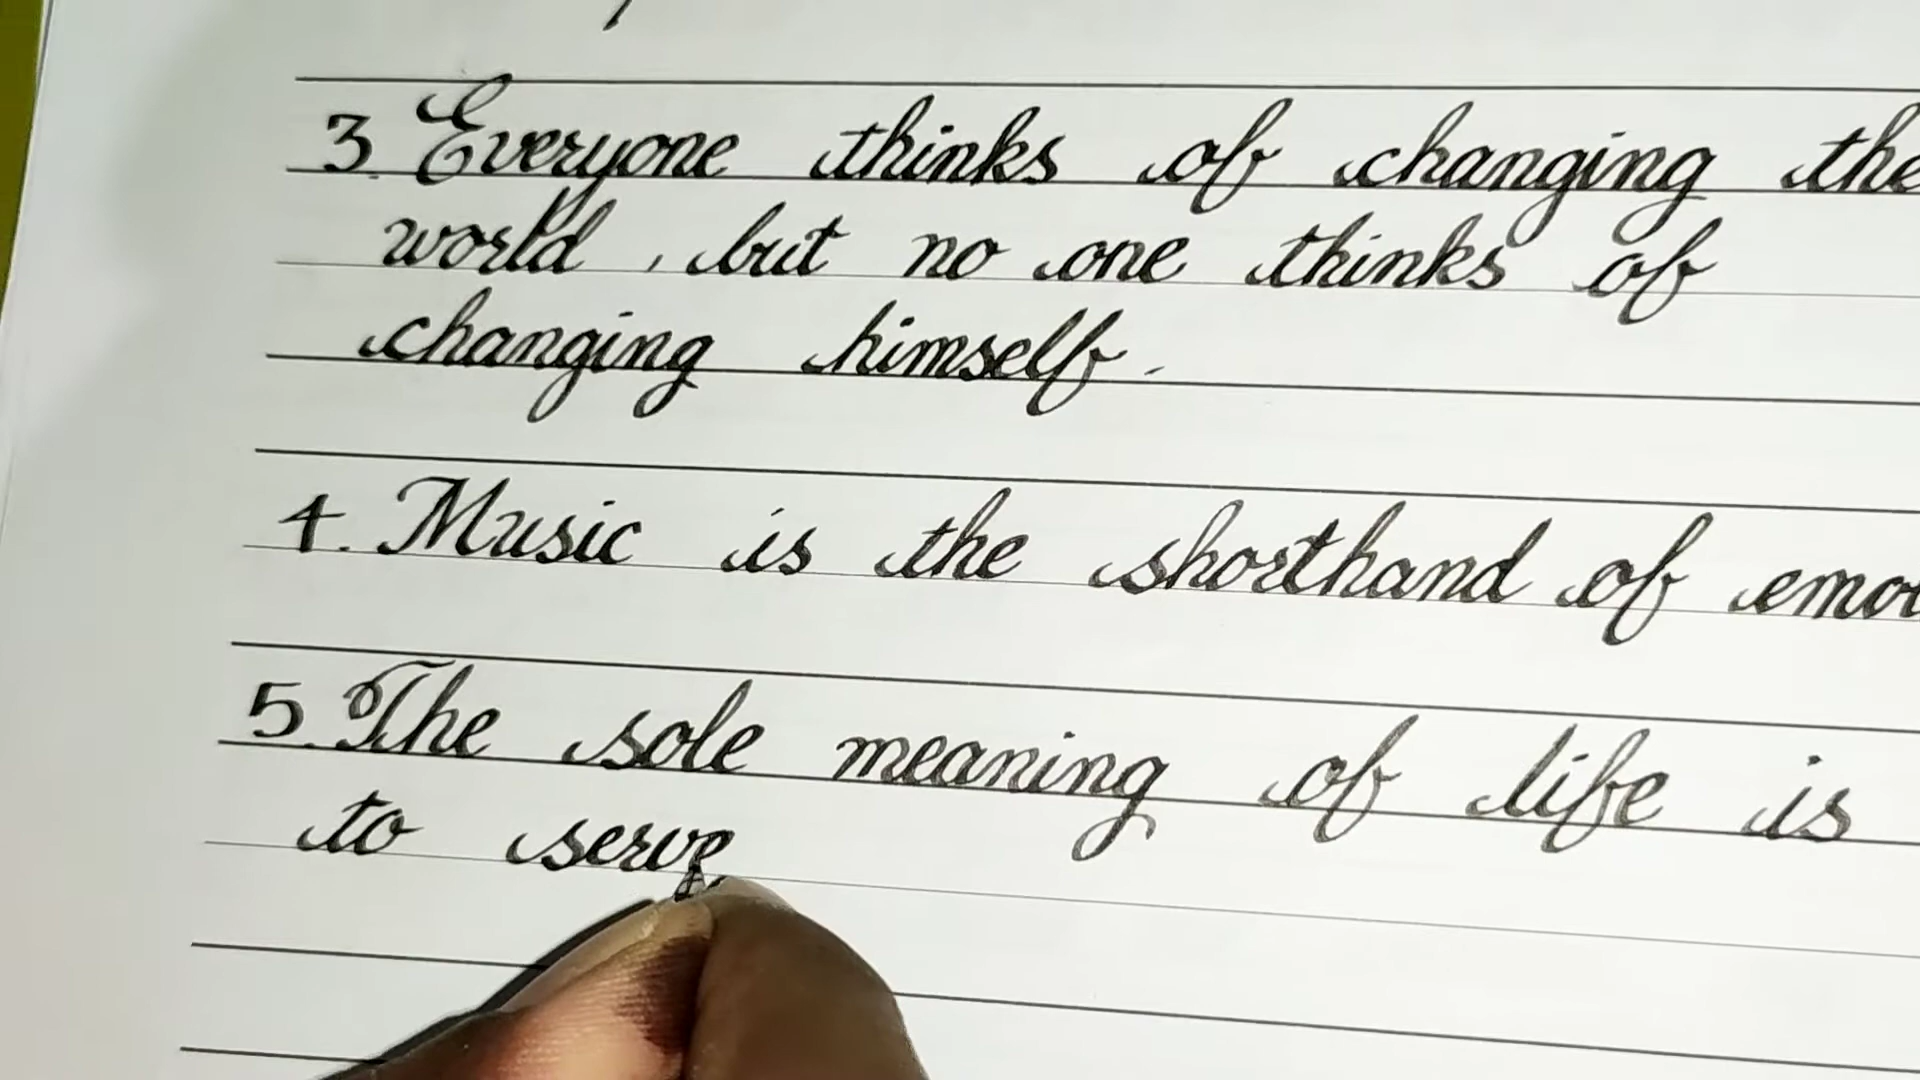 3. Everyone thinks of changing the
world, but no one thinks of
changing himself.
4. Music is the shorthand of emot
5. The sole meaning of life is
to serve